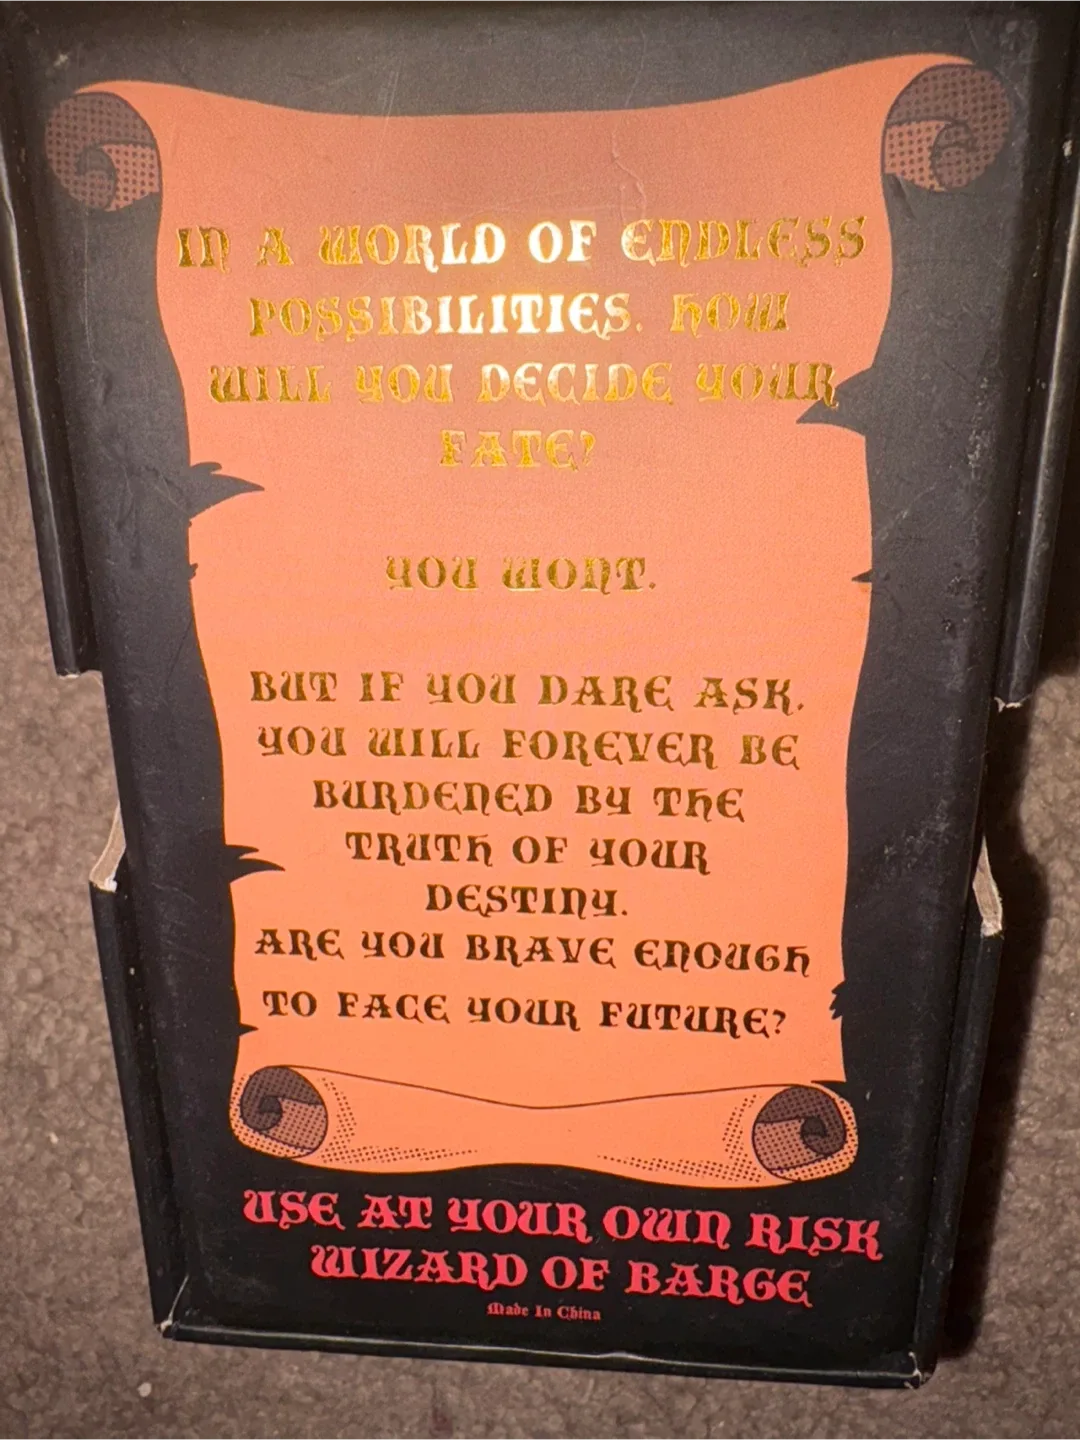 IN A WORLD OF ENDLESS
POSSIBILITIES. HOW
WILL YOU DECIDE YOUR
FATE?
YOU WONT.
BUT IF YOU DARE ASK.
YOU WILL FOREVER BE
BURDENED BY THE
TRUTH OF YOUR
DESTINY.
ARE YOU BRAVE ENOUGH
TO FACE YOUR FUTURE?
USE AT YOUR OWN RISK
WIZARD OF BARGE
Made In China